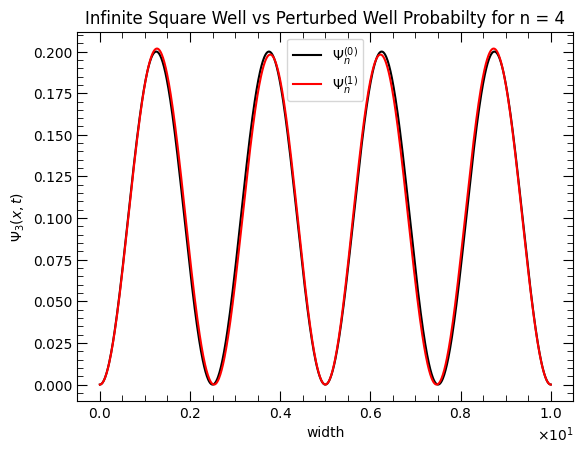 Infinite Square Well vs Perturbed Well Probabilty for n = 4
Ψ_n^{(0)}
Ψ_n^{(1)}
Ψ_3(x, t)
0.200
0.175
0.150
0.125
0.100
0.075
0.050
0.025
0.000
0.0 0.2 0.4 0.6 0.8 1.0
width
×10^1